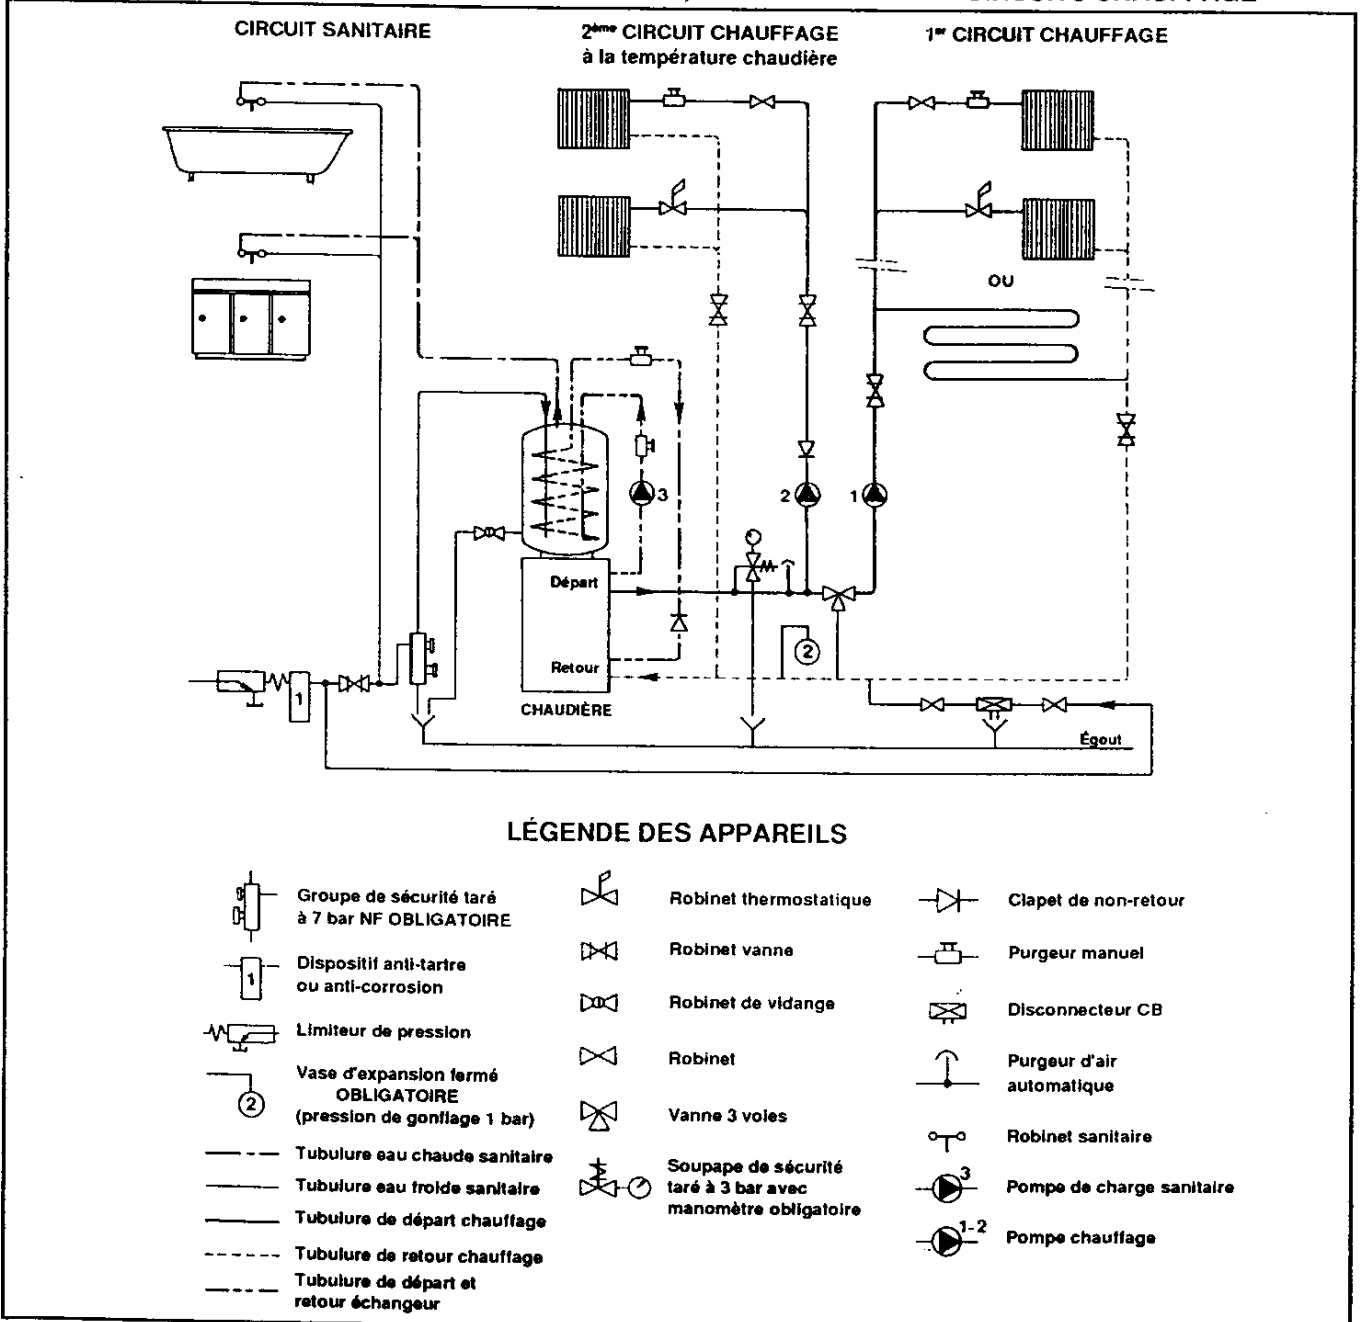 CIRCUIT SANITAIRE
2ème CIRCUIT CHAUFFAGE
à la température chaudière
1er CIRCUIT CHAUFFAGE
OU
3
2
1
Départ
2
Retour
1
CHAUDIÈRE
Égout
LÉGENDE DES APPAREILS
Groupe de sécurité taré
à 7 bar NF OBLIGATOIRE
1
Dispositif anti-tartre
ou anti-corrosion
Limiteur de pression
Vase d'expansion fermé
OBLIGATOIRE
(pression de gonflage 1 bar)
2
Tubulure eau chaude sanitaire
Tubulure eau froide sanitaire
Tubulure de départ chauffage
Tubulure de retour chauffage
Tubulure de départ et
retour échangeur
Robinet thermostatique
Robinet vanne
Robinet de vidange
Robinet
Vanne 3 voies
Soupape de sécurité
taré à 3 bar avec
manomètre obligatoire
Clapet de non-retour
Purgeur manuel
Disconnecteur CB
Purgeur d'air
automatique
Robinet sanitaire
3
Pompe de charge sanitaire
1-2
Pompe chauffage